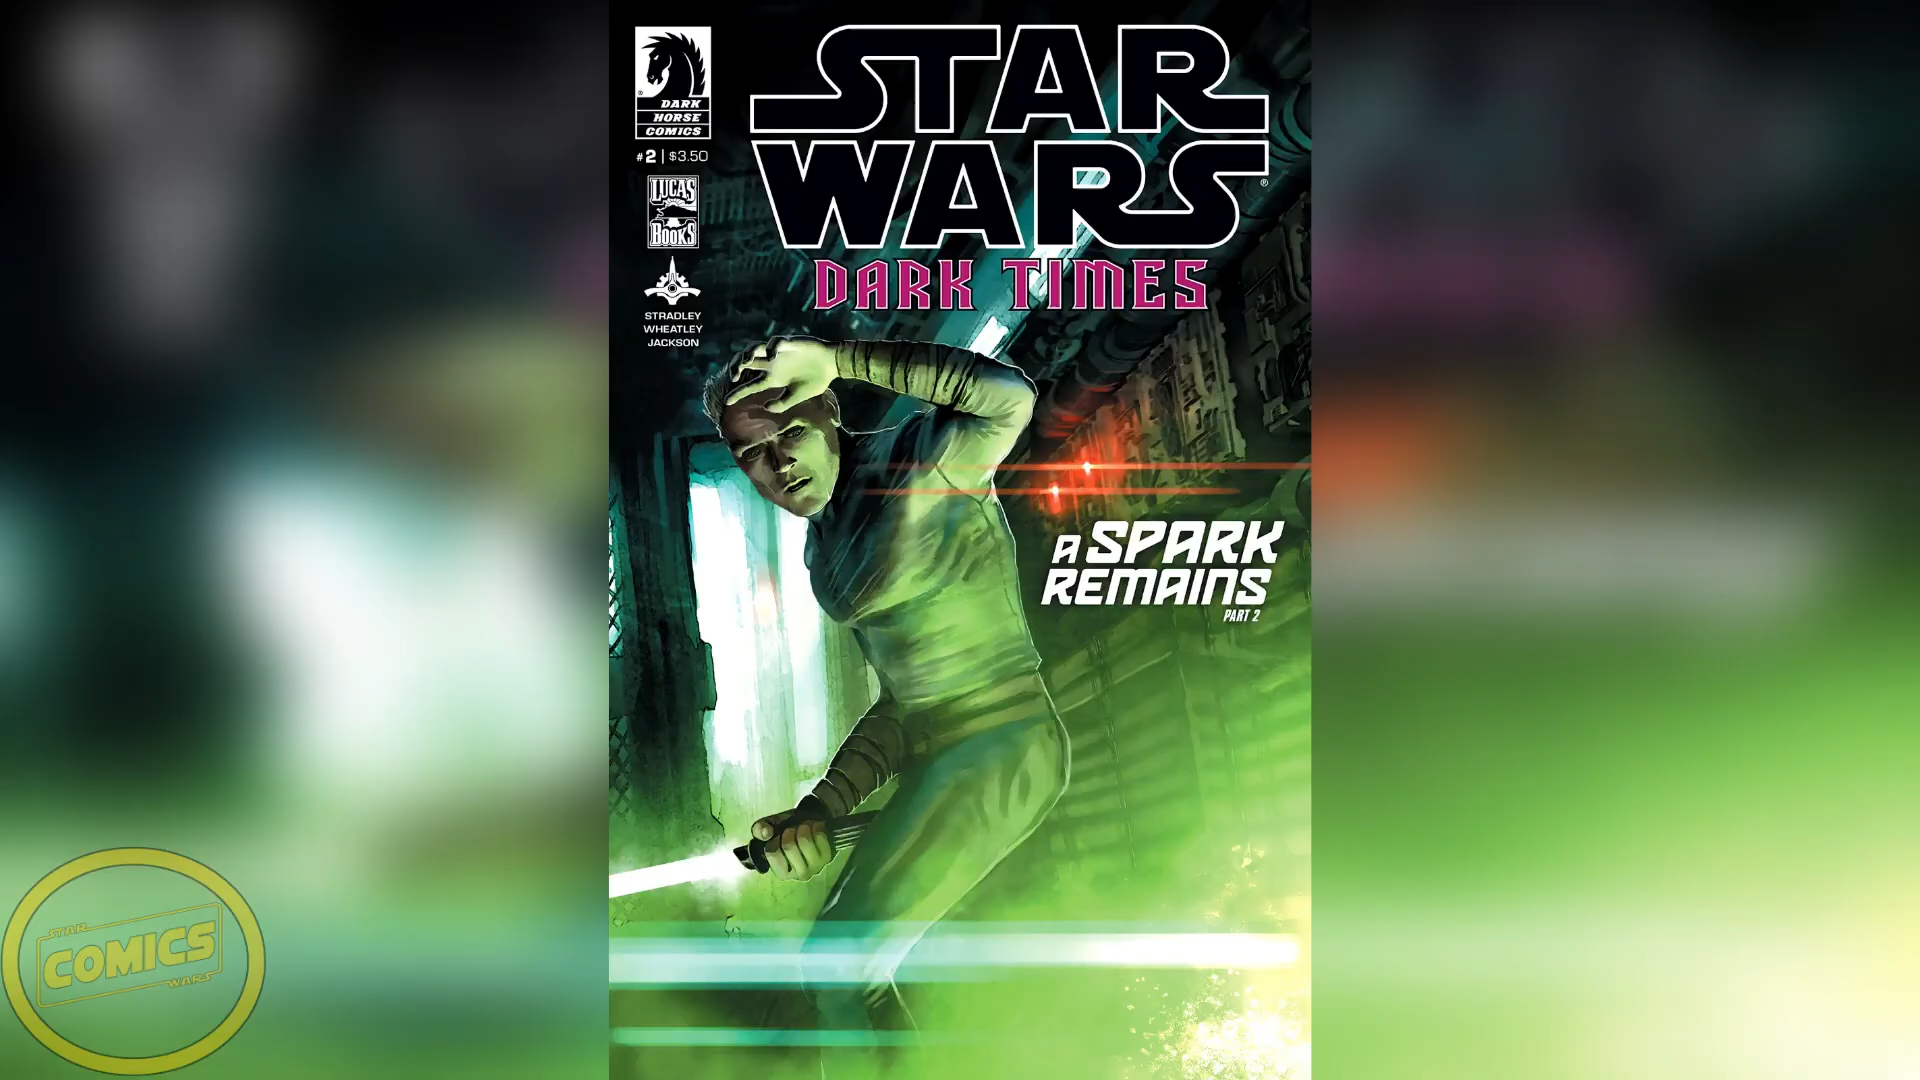 DARK
HORSE
COMICS
#2 | $3.50
LUCAS
BOOKS
STRADLEY
WHEATLEY
JACKSON
STAR
WARS®
DARK TIMES
A SPARK
REMAINS
PART 2
STAR
COMICS
WARS